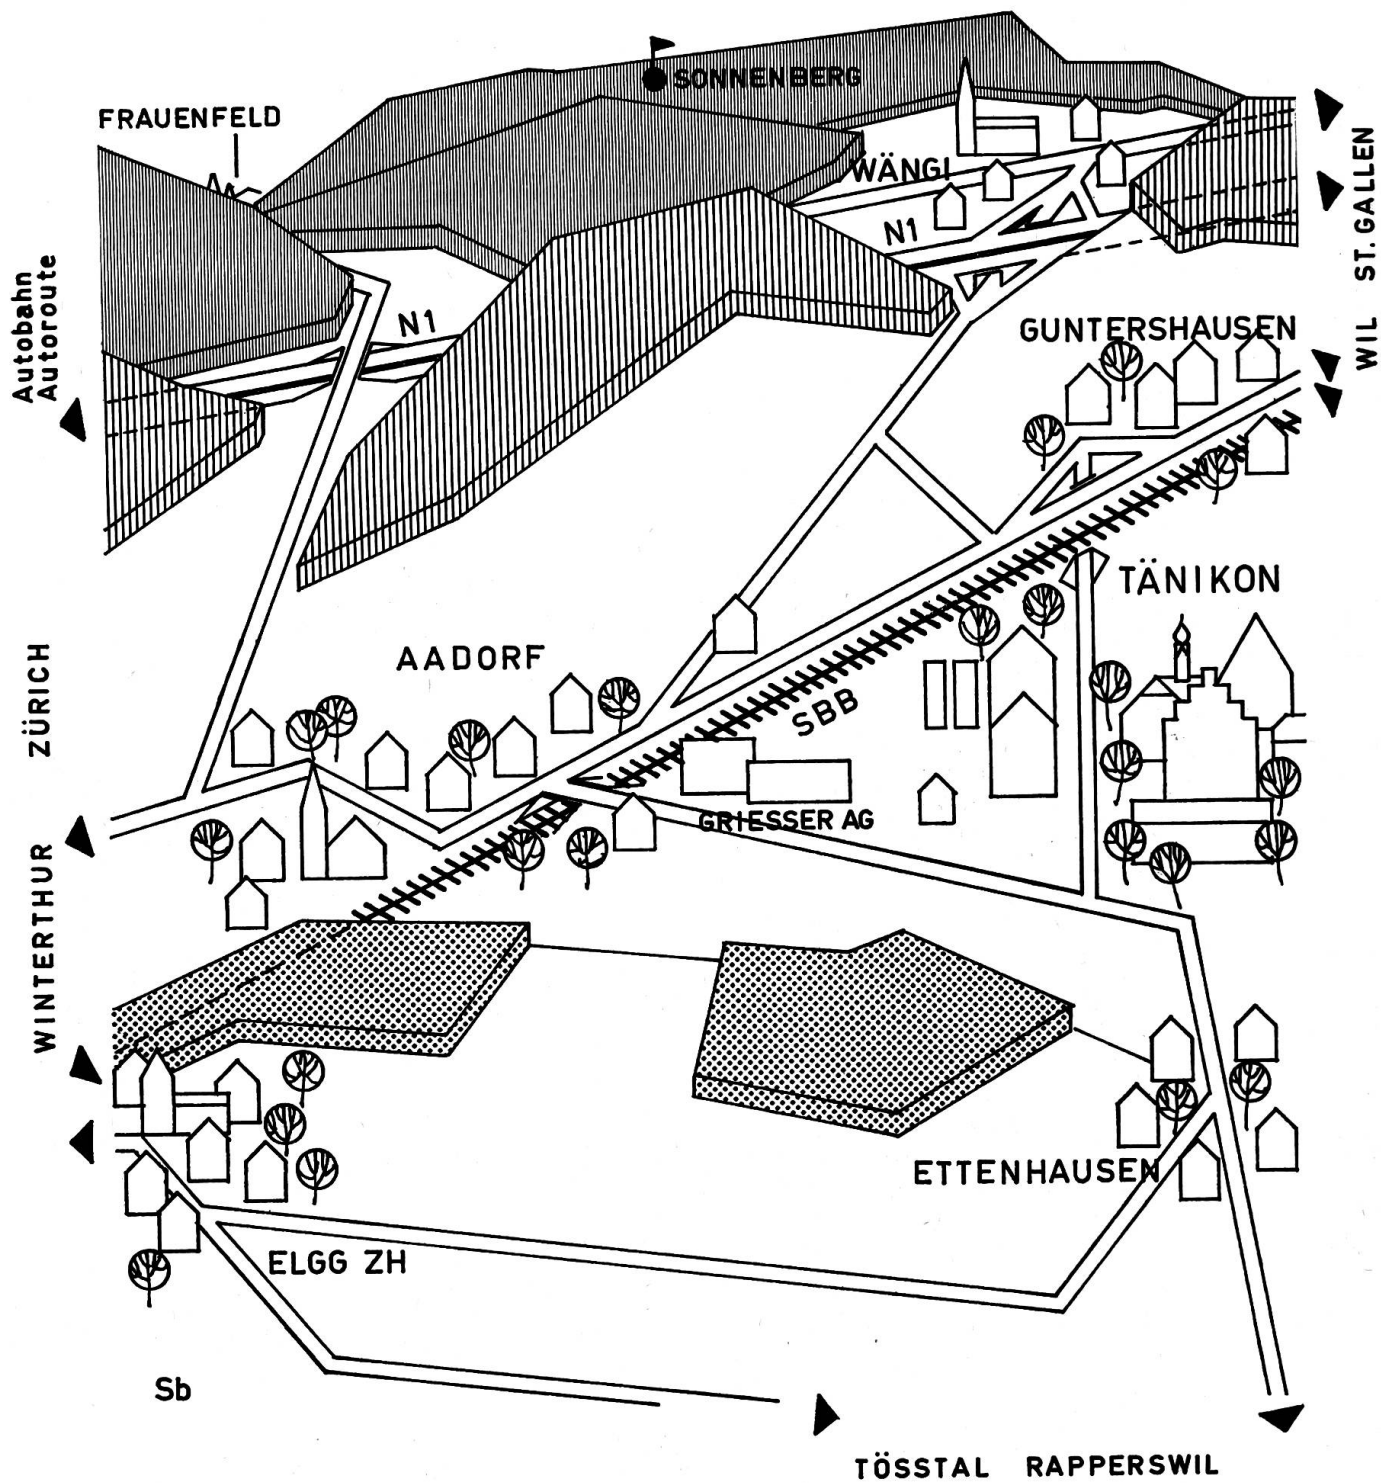 SONNENBERG
FRAUENFELD
WÄNGI
N1
ST. GALLEN
WIL
Autobahn
Autoroute
N1
GUNTERSHAUSEN
TÄNIKON
AADORF
ZÜRICH
SBB
GRIESSER AG
WINTERTHUR
ETTENHAUSEN
ELGG ZH
Sb
TÖSSTAL RAPPERSWIL